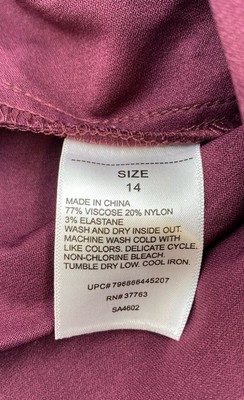 SIZE
14
MADE IN CHINA
77% VISCOSE 20% NYLON
3% ELASTANE
WASH AND DRY INSIDE OUT.
MACHINE WASH COLD WITH
LIKE COLORS. DELICATE CYCLE.
NON-CHLORINE BLEACH.
TUMBLE DRY LOW. COOL IRON.
UPC# 796866445207
RN# 37763
SA4602